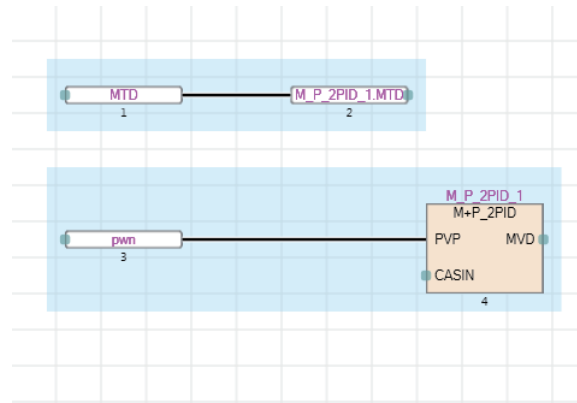 MTD
M_P_2PID_1.MTD
1
2
M_P_2PID_1
M+P_2PID
pwn
PVP
MVD
3
CASIN
4